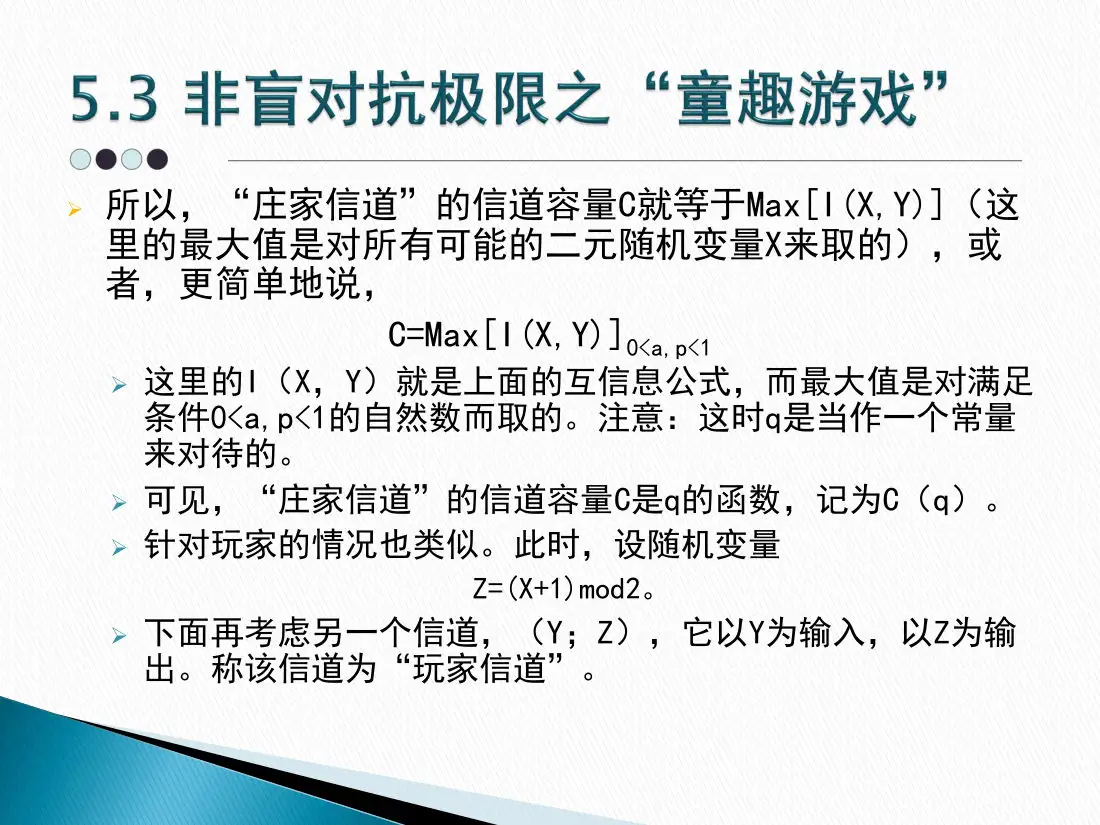 5.3 非盲对抗极限之“童趣游戏”
所以，“庄家信道”的信道容量C就等于Max[I(X,Y)]（这
里的最大值是对所有可能的二元随机变量X来取的），或
者，更简单地说，
C=Max[I(X,Y)]0<a,p<1
这里的I（X，Y）就是上面的互信息公式，而最大值是对满足
条件0<a,p<1的自然数而取的。注意：这时q是当作一个常量
来对待的。
可见，“庄家信道”的信道容量C是q的函数，记为C（q）。
针对玩家的情况也类似。此时，设随机变量
Z=(X+1)mod2。
下面再考虑另一个信道，（Y；Z），它以Y为输入，以Z为输
出。称该信道为“玩家信道”。